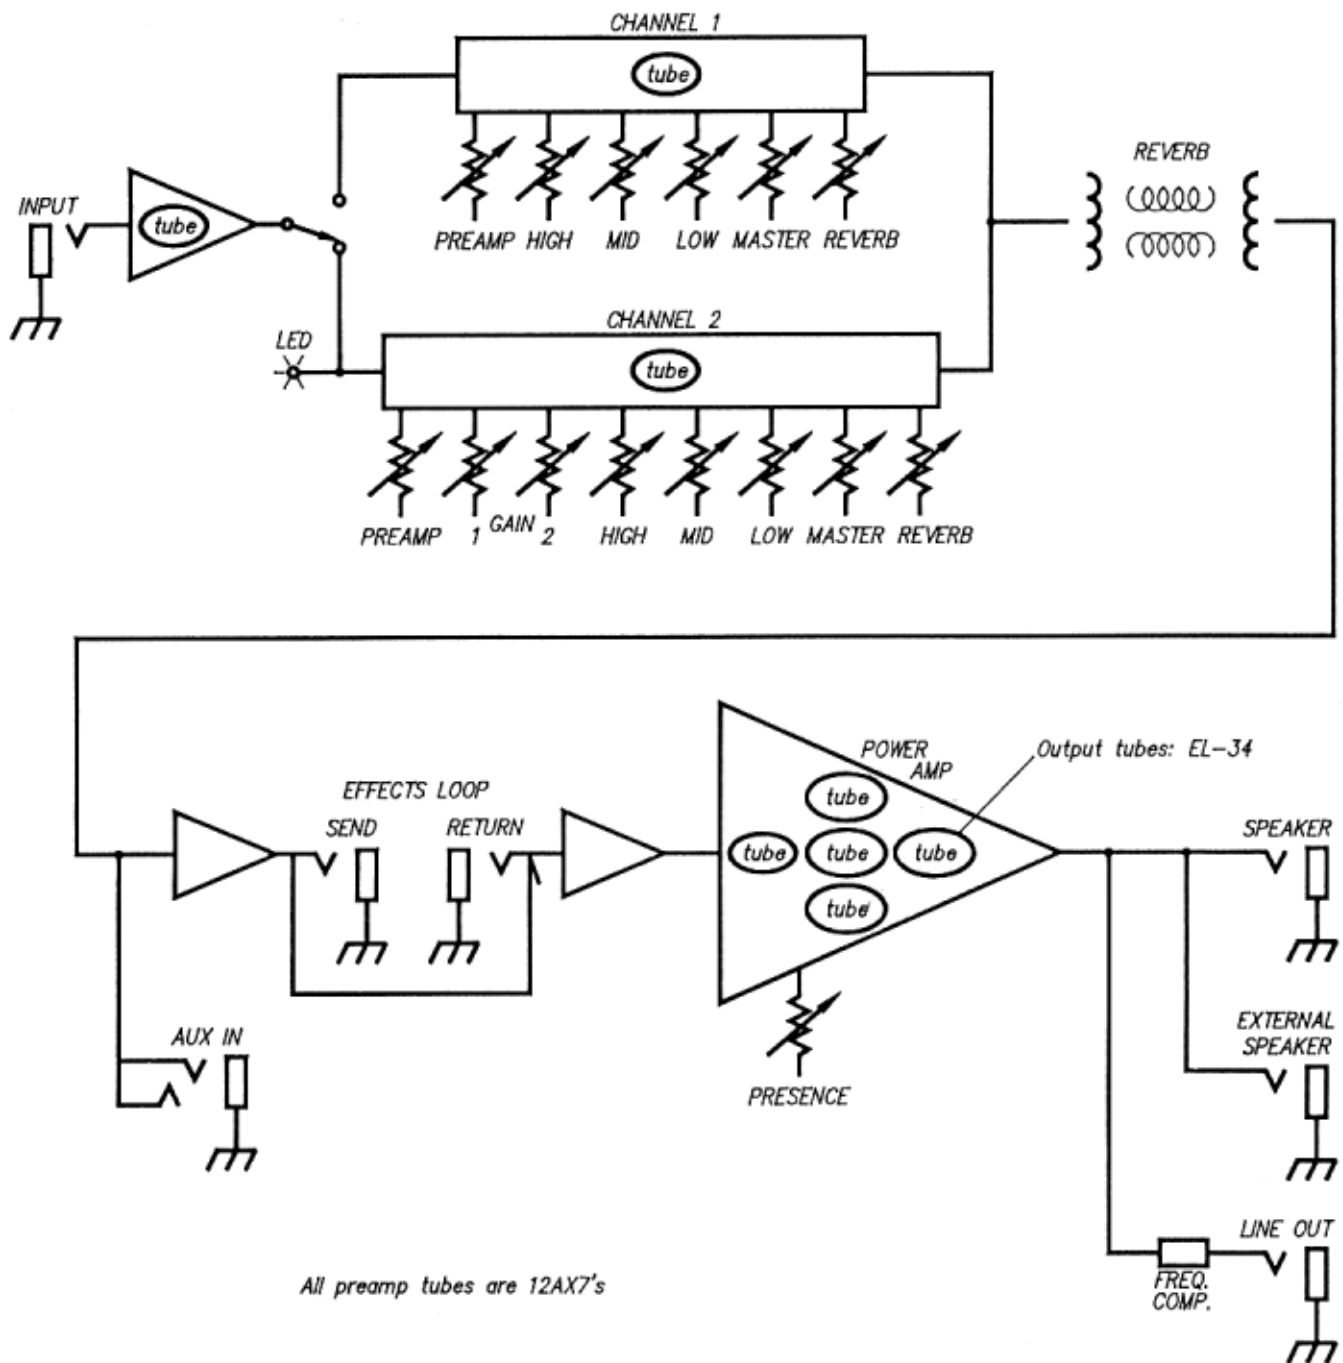 CHANNEL 1
tube
REVERB
INPUT
tube
PREAMP HIGH MID LOW MASTER REVERB
CHANNEL 2
LED
tube
PREAMP 1 GAIN 2 HIGH MID LOW MASTER REVERB
POWER AMP
Output tubes: EL-34
EFFECTS LOOP
SEND
RETURN
tube
tube
tube
tube
tube
SPEAKER
AUX IN
PRESENCE
EXTERNAL
SPEAKER
LINE OUT
FREQ.
COMP.
All preamp tubes are 12AX7's